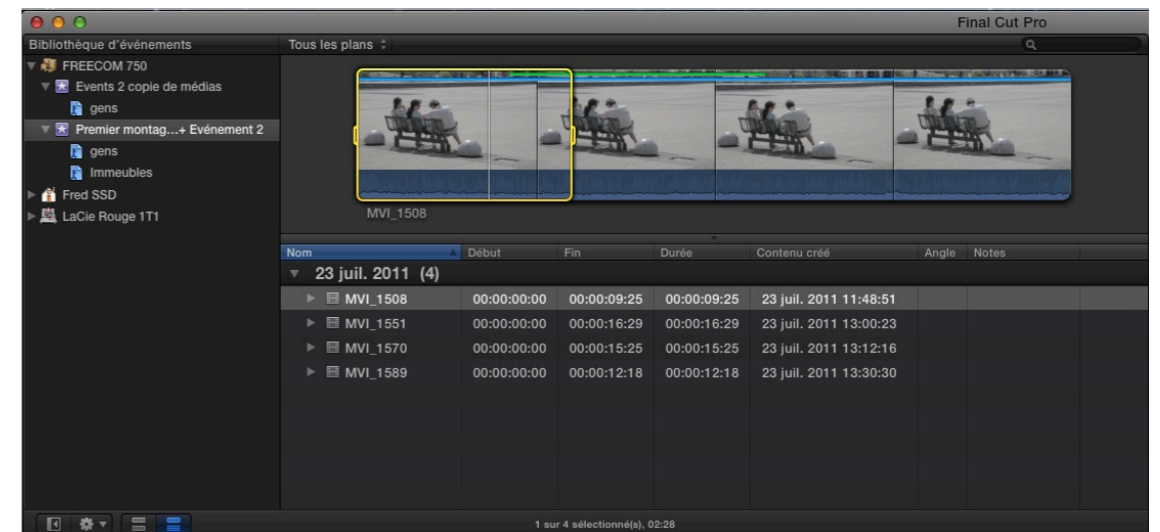 Final Cut Pro
Bibliothèque d'événements
Tous les plans
FREECOM 750
Events 2 copie de médias
gens
Premier montag...+ Evénement 2
gens
Immeubles
Fred SSD
LaCie Rouge 1T1
MVI_1508
Nom Début Fin Durée Contenu créé Angle Notes
23 juil. 2011 (4)
MVI_1508 00:00:00:00 00:00:09:25 00:00:09:25 23 juil. 2011 11:48:51
MVI_1551 00:00:00:00 00:00:16:29 00:00:16:29 23 juil. 2011 13:00:23
MVI_1570 00:00:00:00 00:00:15:25 00:00:15:25 23 juil. 2011 13:12:16
MVI_1589 00:00:00:00 00:00:12:18 00:00:12:18 23 juil. 2011 13:30:30
1 sur 4 sélectionné(s), 02:28